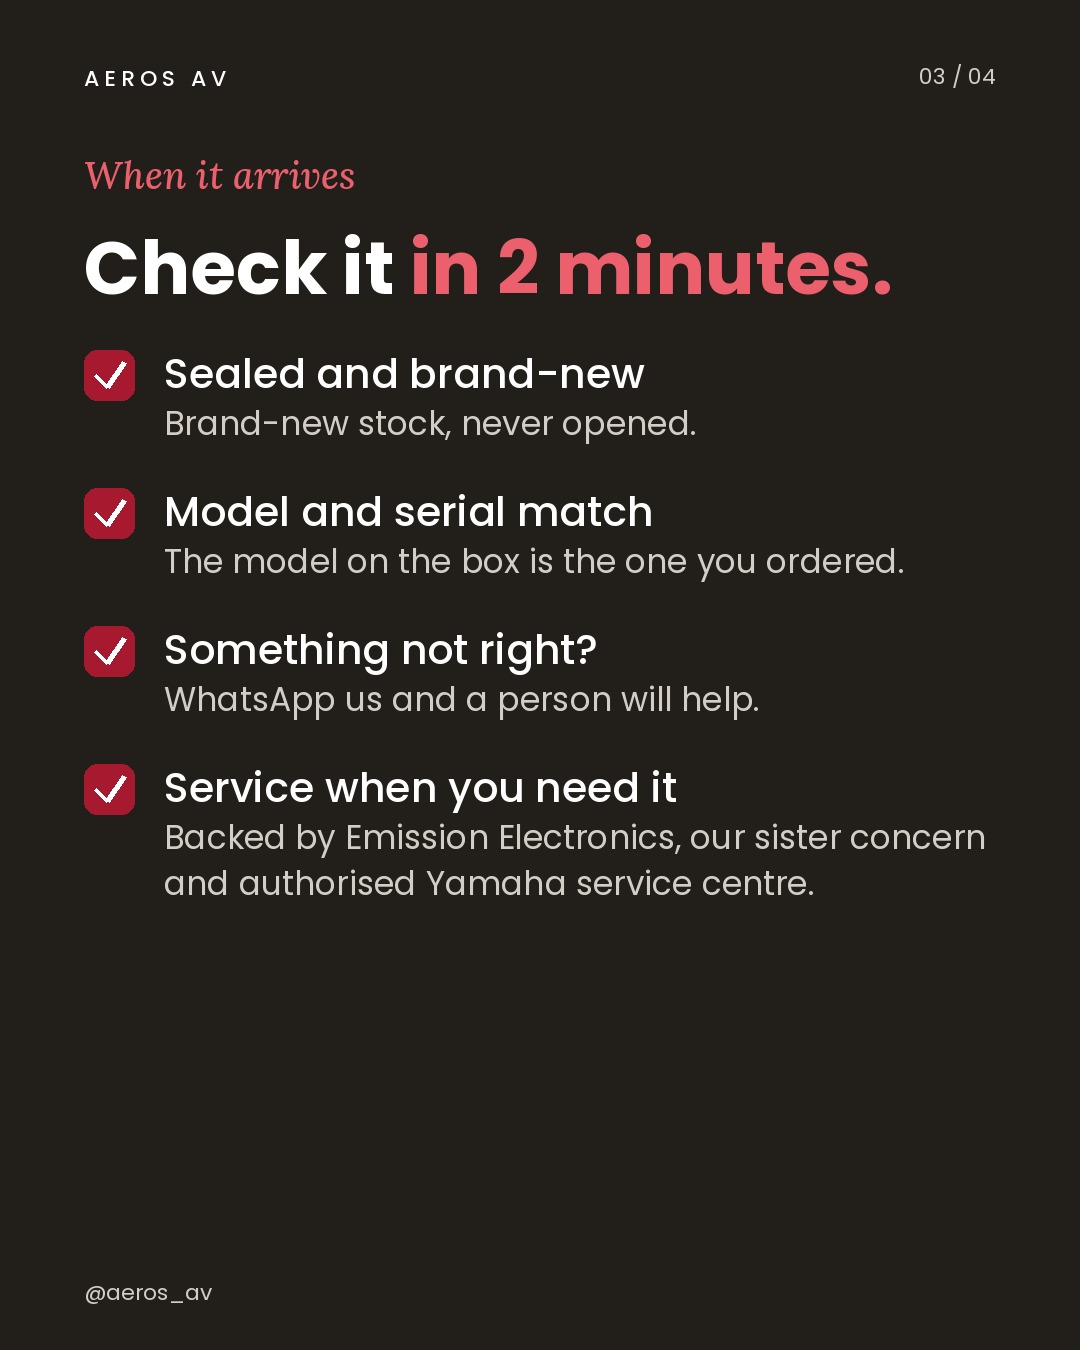 AEROS AV
03 / 04
When it arrives
Check it in 2 minutes.
Sealed and brand-new
Brand-new stock, never opened.
Model and serial match
The model on the box is the one you ordered.
Something not right?
WhatsApp us and a person will help.
Service when you need it
Backed by Emission Electronics, our sister concern
and authorised Yamaha service centre.
@aeros_av